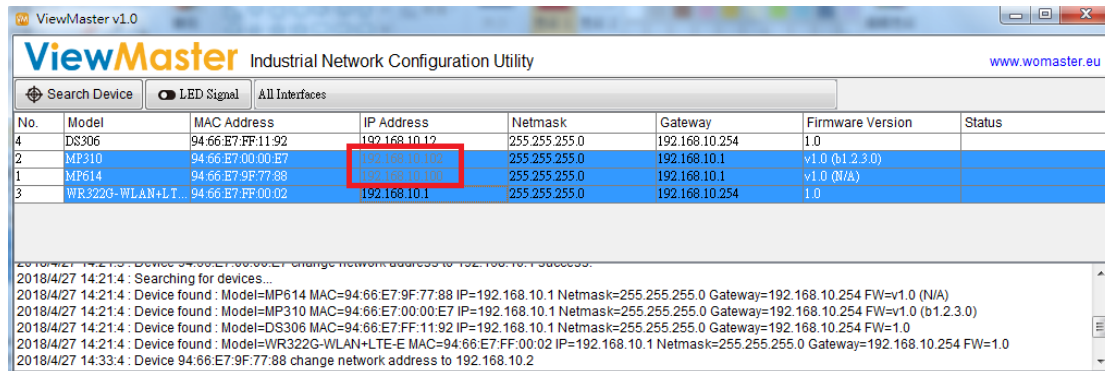 ViewMaster v1.0
ViewMaster Industrial Network Configuration Utility www.womaster.eu
Search Device LED Signal All Interfaces
No. Model MAC Address IP Address Netmask Gateway Firmware Version Status
4 DS306 94:66:E7:FF:11:92 192.168.10.12 255.255.255.0 192.168.10.254 1.0
2 MP310 94:66:E7:00:00:E7 255.255.255.0 192.168.10.1 v1.0 (b1.2.3.0)
1 MP614 94:66:E7:9F:77:88 255.255.255.0 192.168.10.1 v1.0 (N/A)
3 WR322G-WLAN+LT... 94:66:E7:FF:00:02 192.168.10.1 255.255.255.0 192.168.10.254 1.0
2018/4/27 14:21:4 : Searching for devices...
2018/4/27 14:21:4 : Device found : Model=MP614 MAC=94:66:E7:9F:77:88 IP=192.168.10.1 Netmask=255.255.255.0 Gateway=192.168.10.254 FW=v1.0 (N/A)
2018/4/27 14:21:4 : Device found : Model=MP310 MAC=94:66:E7:00:00:E7 IP=192.168.10.1 Netmask=255.255.255.0 Gateway=192.168.10.254 FW=v1.0 (b1.2.3.0)
2018/4/27 14:21:4 : Device found : Model=DS306 MAC=94:66:E7:FF:11:92 IP=192.168.10.1 Netmask=255.255.255.0 Gateway=192.168.10.254 FW=1.0
2018/4/27 14:21:4 : Device found : Model=WR322G-WLAN+LTE-E MAC=94:66:E7:FF:00:02 IP=192.168.10.1 Netmask=255.255.255.0 Gateway=192.168.10.254 FW=1.0
2018/4/27 14:33:4 : Device 94:66:E7:9F:77:88 change network address to 192.168.10.2